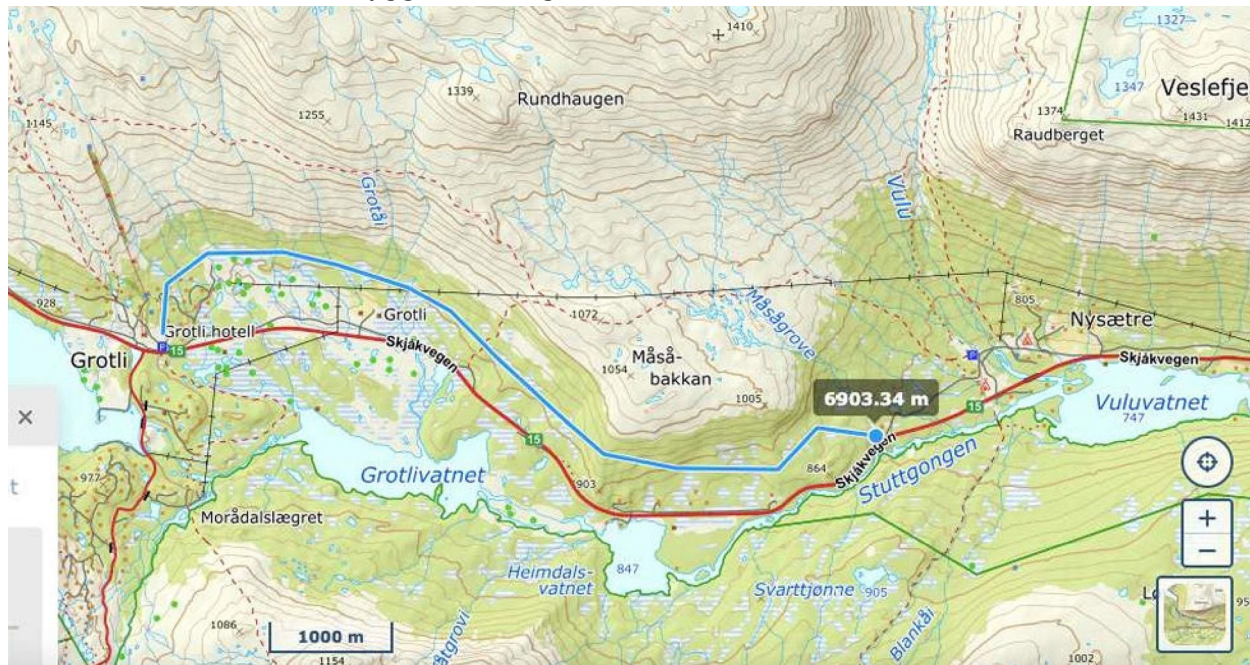 1410
1327
1339
Rundhaugen
1347
Veslefje
1255
1374
1431
1412
1145
Raudberget
Grotåi
Vulu
928
805
Grotli hotell
Grotli
1072
Måsågrove
Nysætre
P
15
Skjåkvegen
P
Skjåkvegen
Grotli
Måså-
bakkan
1054
1005
6903.34 m
15
Vuluvatnet
747
×
15
Grotlivatnet
977
t
903
864
Skjåkvegen
Stuttgongen
Morådalslægret
Heimdals-
vatnet
847
Svarttjønne
905
+
−
1086
1000 m
1154
Blankåi
1002